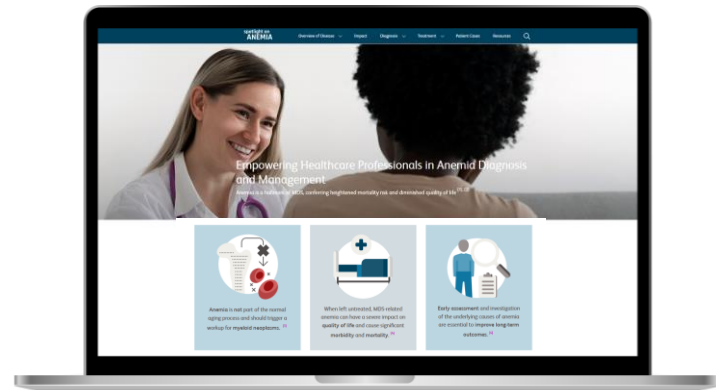 spotlight on
ANEMIA
Overview of Disease
Impact
Diagnosis
Treatment
Patient Cases
Resources
Empowering Healthcare Professionals in Anemia Diagnosis
and Management
Anemia is a hallmark of MDS, conferring heightened mortality risk and diminished quality of life
Anemia is not part of the normal
aging process and should trigger a
workup for myeloid neoplasms.
When left untreated, MDS-related
anemia can have a severe impact on
quality of life and cause significant
morbidity and mortality.
Early assessment and investigation
of the underlying causes of anemia
are essential to improve long-term
outcomes.